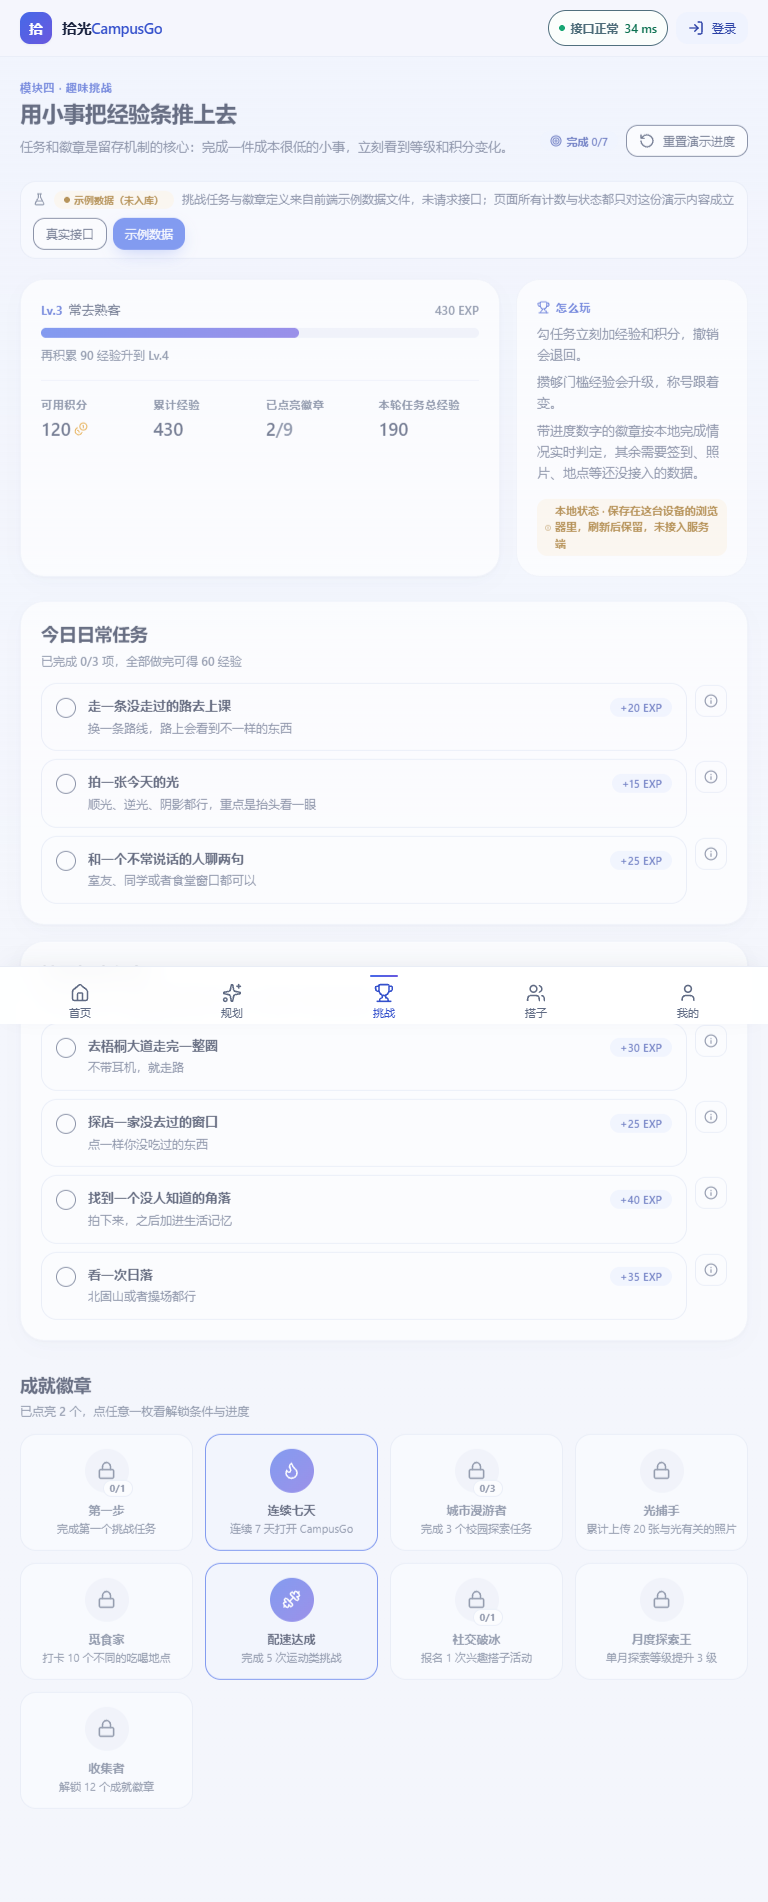 拾 拾光CampusGo
接口正常 34 ms
登录
模块四 · 趣味挑战
用小事把经验条推上去
任务和徽章是留存机制的核心：完成一件成本很低的小事，立刻看到等级和积分变化。
完成 0/7
重置演示进度
示例数据（未入库）
挑战任务与徽章定义来自前端示例数据文件，未请求接口；页面所有计数与状态都只对这份演示内容成立
真实接口
示例数据
Lv.3 常去熟客
430 EXP
再积累 90 经验升到 Lv.4
可用积分
120
累计经验
430
已点亮徽章
2/9
本轮任务总经验
190
怎么玩
勾任务立刻加经验和积分，撤销
会退回。
攒够门槛经验会升级，称号跟着
变。
带进度数字的徽章按本地完成情
况实时判定，其余需要签到、照
片、地点等还没接入的数据。
本地状态 · 保存在这台设备的浏览
器里，刷新后保留，未接入服务
端
今日日常任务
已完成 0/3 项，全部做完可得 60 经验
走一条没走过的路去上课
换一条路线，路上会看到不一样的东西
+20 EXP
拍一张今天的光
顺光、逆光、阴影都行，重点是抬头看一眼
+15 EXP
和一个不常说话的人聊两句
室友、同学或者食堂窗口都可以
+25 EXP
首页
规划
挑战
搭子
我的
去梧桐大道走完一整圈
不带耳机，就走路
+30 EXP
探店一家没去过的窗口
点一样你没吃过的东西
+25 EXP
找到一个没人知道的角落
拍下来，之后加进生活记忆
+40 EXP
看一次日落
北固山或者操场都行
+35 EXP
成就徽章
已点亮 2 个，点任意一枚看解锁条件与进度
0/1
第一步
完成第一个挑战任务
连续七天
连续 7 天打开 CampusGo
0/3
城市漫游者
完成 3 个校园探索任务
光捕手
累计上传 20 张与光有关的照片
觅食家
打卡 10 个不同的吃喝地点
配速达成
完成 5 次运动类挑战
0/1
社交破冰
报名 1 次兴趣搭子活动
月度探索王
单月探索等级提升 3 级
收集者
解锁 12 个成就徽章